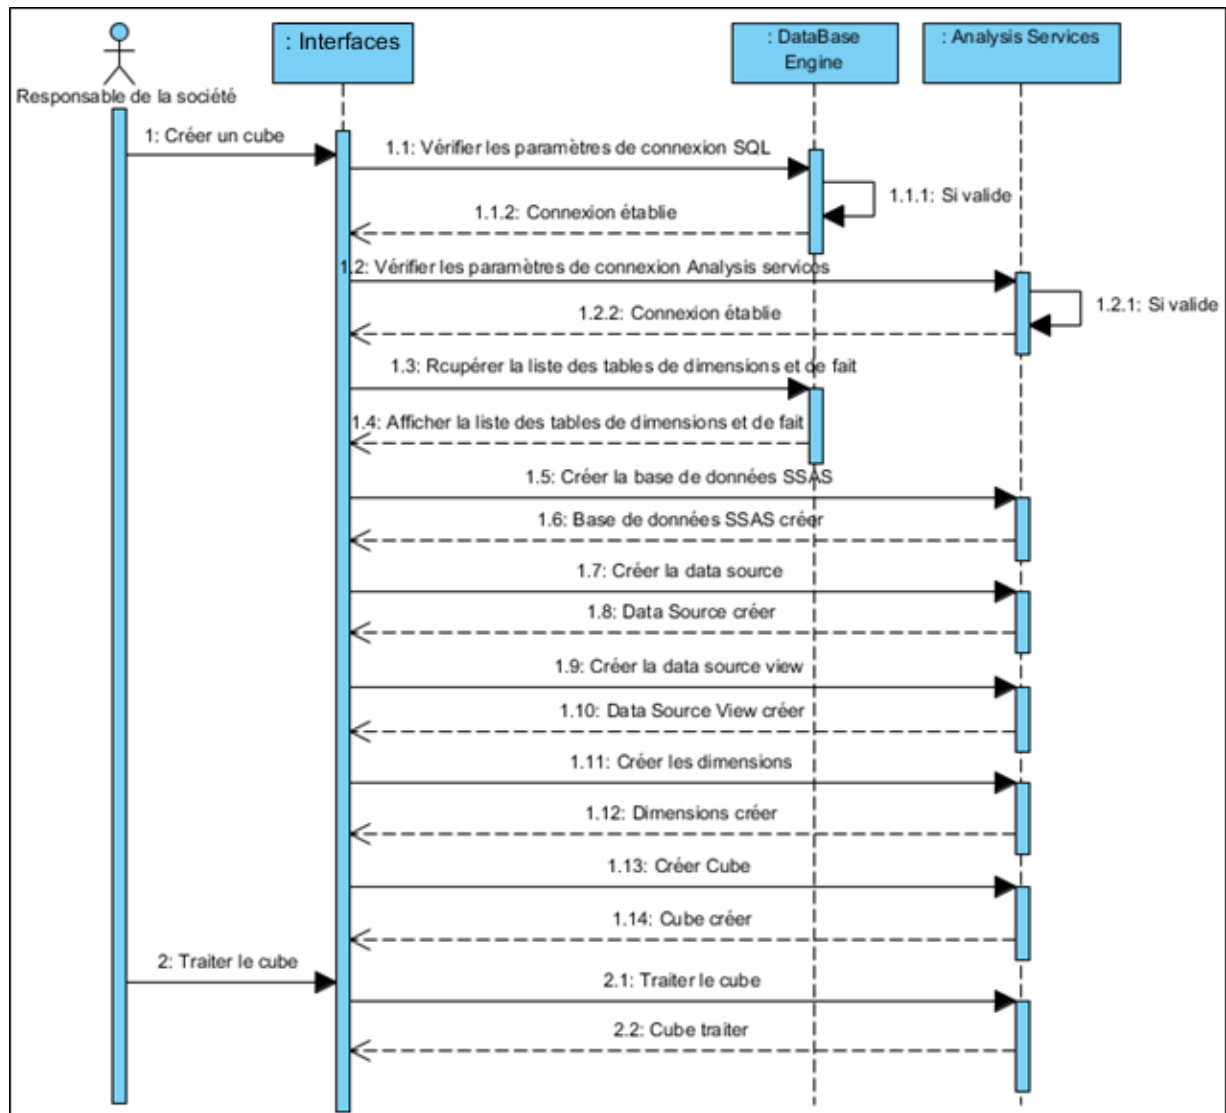 : Interfaces
: DataBase
Engine
: Analysis Services
Responsable de la société
1: Créer un cube
1.1: Vérifier les paramètres de connexion SQL
1.1.1: Si valide
1.1.2: Connexion établie
1.2: Vérifier les paramètres de connexion Analysis services
1.2.1: Si valide
1.2.2: Connexion établie
1.3: Rcupérer la liste des tables de dimensions et de fait
1.4: Afficher la liste des tables de dimensions et de fait
1.5: Créer la base de données SSAS
1.6: Base de données SSAS créer
1.7: Créer la data source
1.8: Data Source créer
1.9: Créer la data source view
1.10: Data Source View créer
1.11: Créer les dimensions
1.12: Dimensions créer
1.13: Créer Cube
1.14: Cube créer
2: Traiter le cube
2.1: Traiter le cube
2.2: Cube traiter